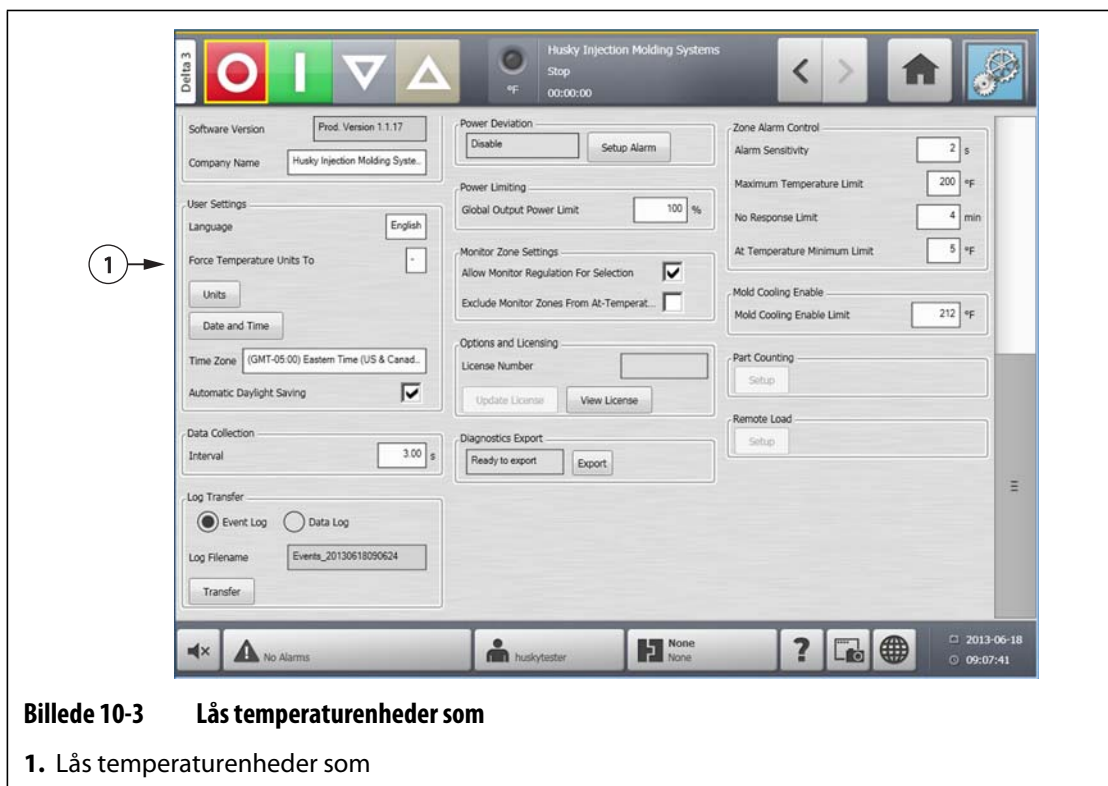 Delta 3
Husky Injection Molding Systems
Stop
°F
00:00:00
Software Version
Prod. Version 1.1.17
Company Name
Husky Injection Molding Syste..
User Settings
Language
English
1
Force Temperature Units To
-
Units
Date and Time
Time Zone
(GMT-05:00) Eastern Time (US & Canad..
Automatic Daylight Saving
Data Collection
Interval
3.00 s
Log Transfer
Event Log
Data Log
Log Filename
Events_20130618090624
Transfer
Power Deviation
Disable
Setup Alarm
Power Limiting
Global Output Power Limit
100 %
Monitor Zone Settings
Allow Monitor Regulation For Selection
Exclude Monitor Zones From At-Temperat...
Options and Licensing
License Number
Update License
View License
Diagnostics Export
Ready to export
Export
Zone Alarm Control
Alarm Sensitivity
2 s
Maximum Temperature Limit
200 °F
No Response Limit
4 min
At Temperature Minimum Limit
5 °F
Mold Cooling Enable
Mold Cooling Enable Limit
212 °F
Part Counting
Setup
Remote Load
Setup
No Alarms
huskytester
None
None
?
2013-06-18
09:07:41
Billede 10-3 Lås temperaturenheder som
1. Lås temperaturenheder som